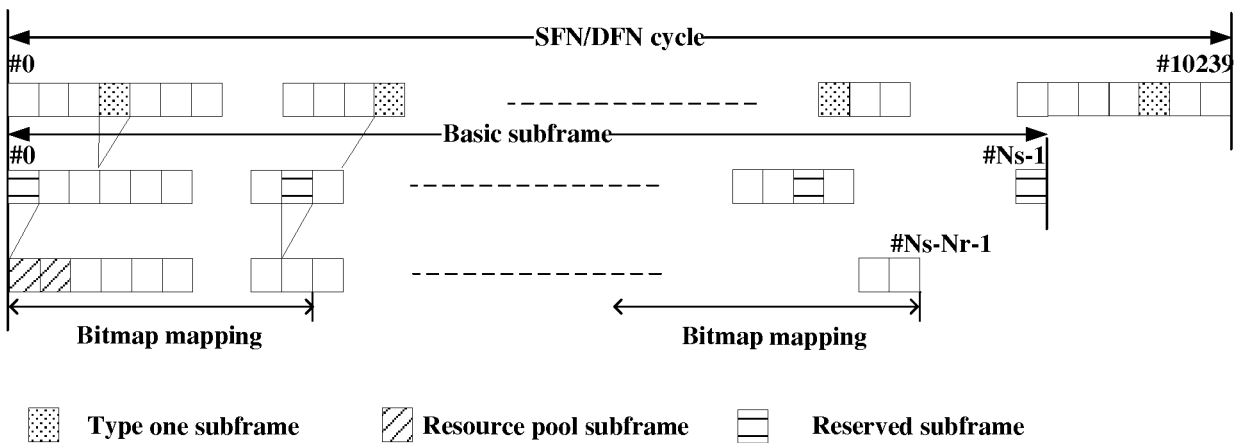 SFN/DFN cycle
#0
#10239
Basic subframe
#0
#Ns-1
#Ns-Nr-1
Bitmap mapping
Bitmap mapping
Type one subframe
Resource pool subframe
Reserved subframe